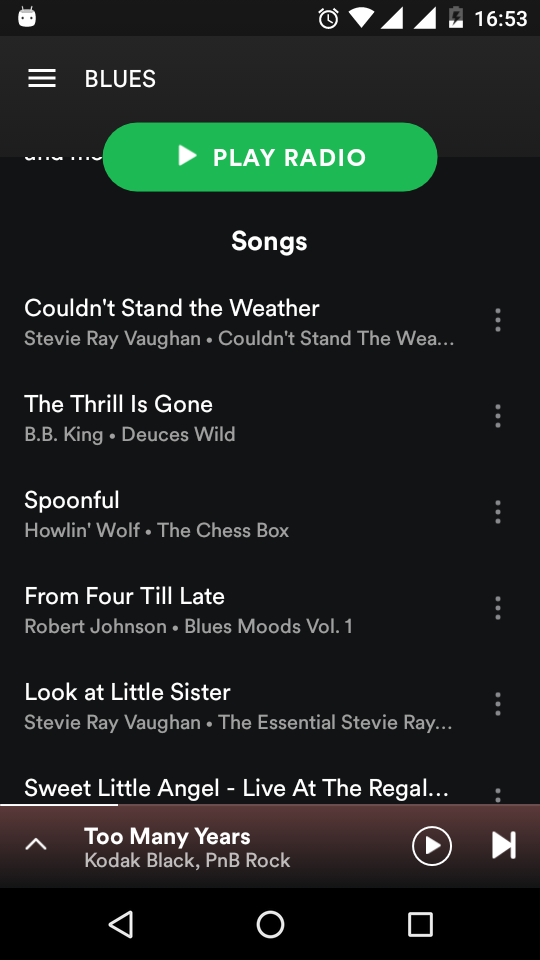 16:53
BLUES
PLAY RADIO
Songs
Couldn't Stand the Weather
Stevie Ray Vaughan • Couldn't Stand The Wea...
The Thrill Is Gone
B.B. King • Deuces Wild
Spoonful
Howlin' Wolf • The Chess Box
From Four Till Late
Robert Johnson • Blues Moods Vol. 1
Look at Little Sister
Stevie Ray Vaughan • The Essential Stevie Ray...
Sweet Little Angel - Live At The Regal...
Too Many Years
Kodak Black, PnB Rock